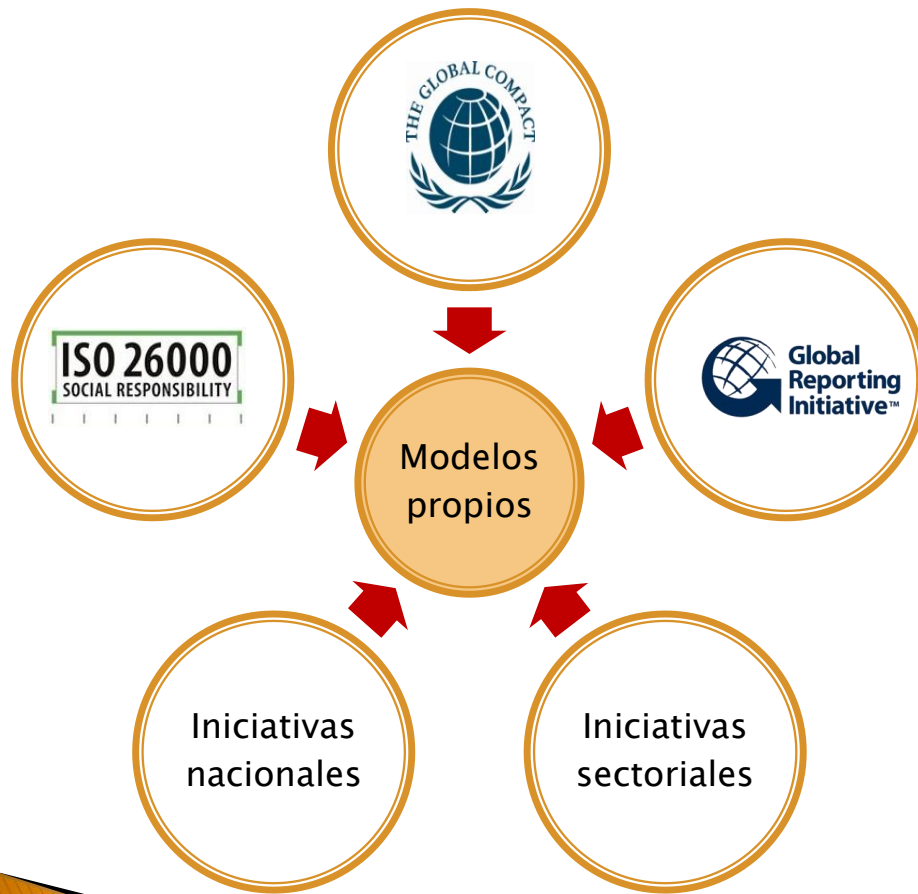 THE GLOBAL COMPACT
ISO 26000
SOCIAL RESPONSIBILITY
Global
Reporting
Initiative™
Modelos
propios
Iniciativas
nacionales
Iniciativas
sectoriales